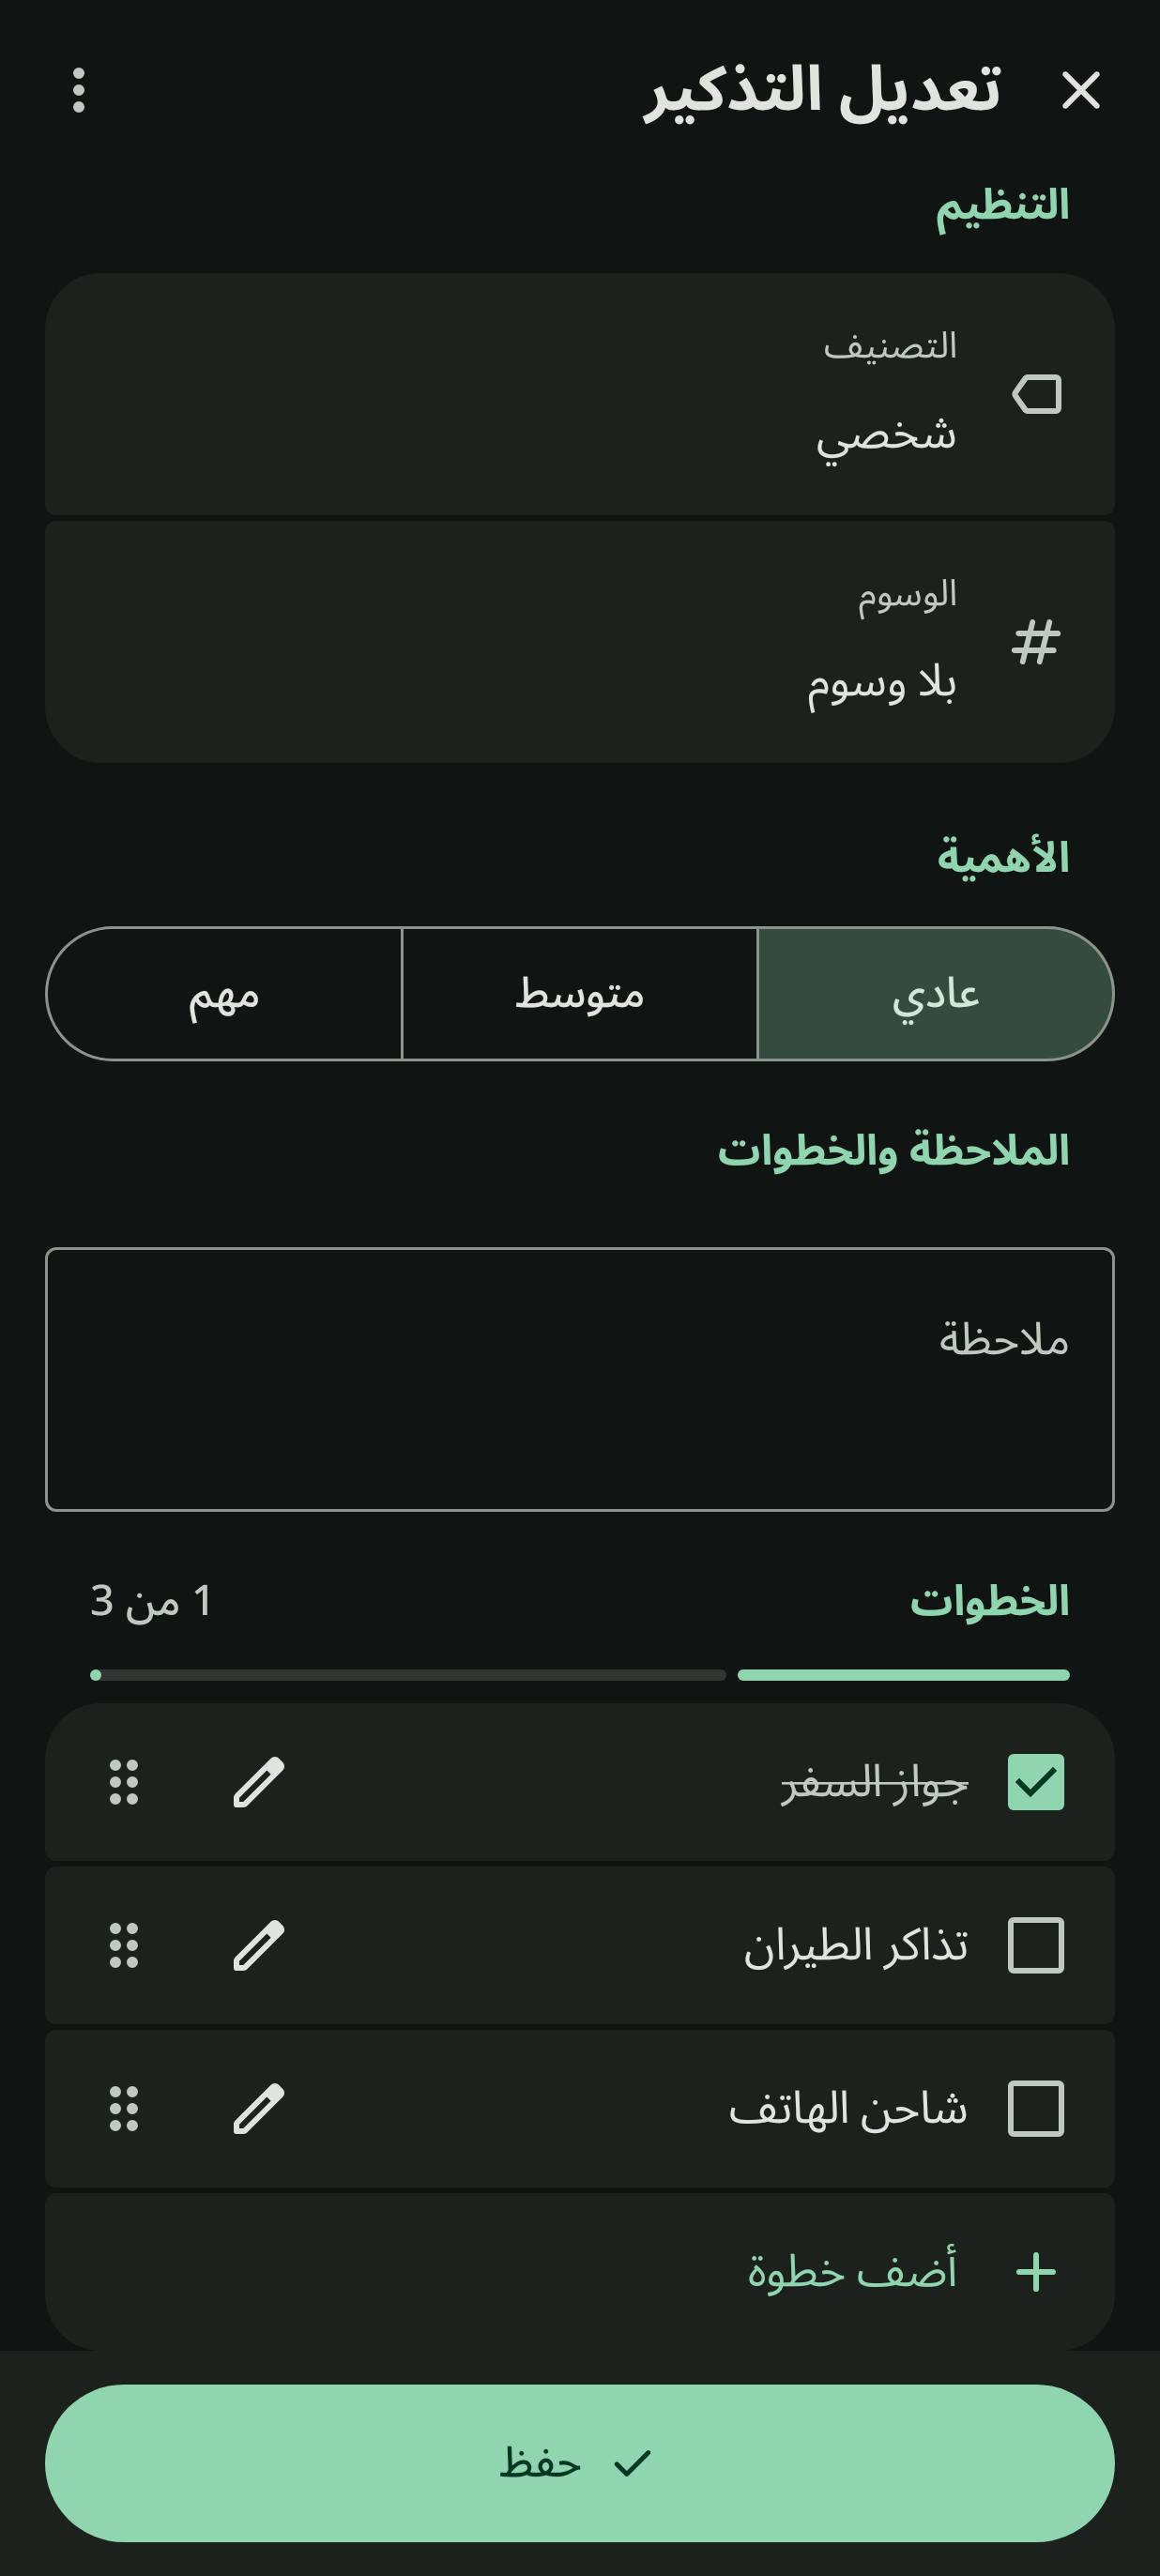 تعديل التذكير
التنظيم
التصنيف
شخصي
الوسوم
بلا وسوم
الأهمية
عادي
متوسط
مهم
الملاحظة والخطوات
ملاحظة
الخطوات
1 من 3
جواز السفر
تذاكر الطيران
شاحن الهاتف
أضف خطوة
حفظ